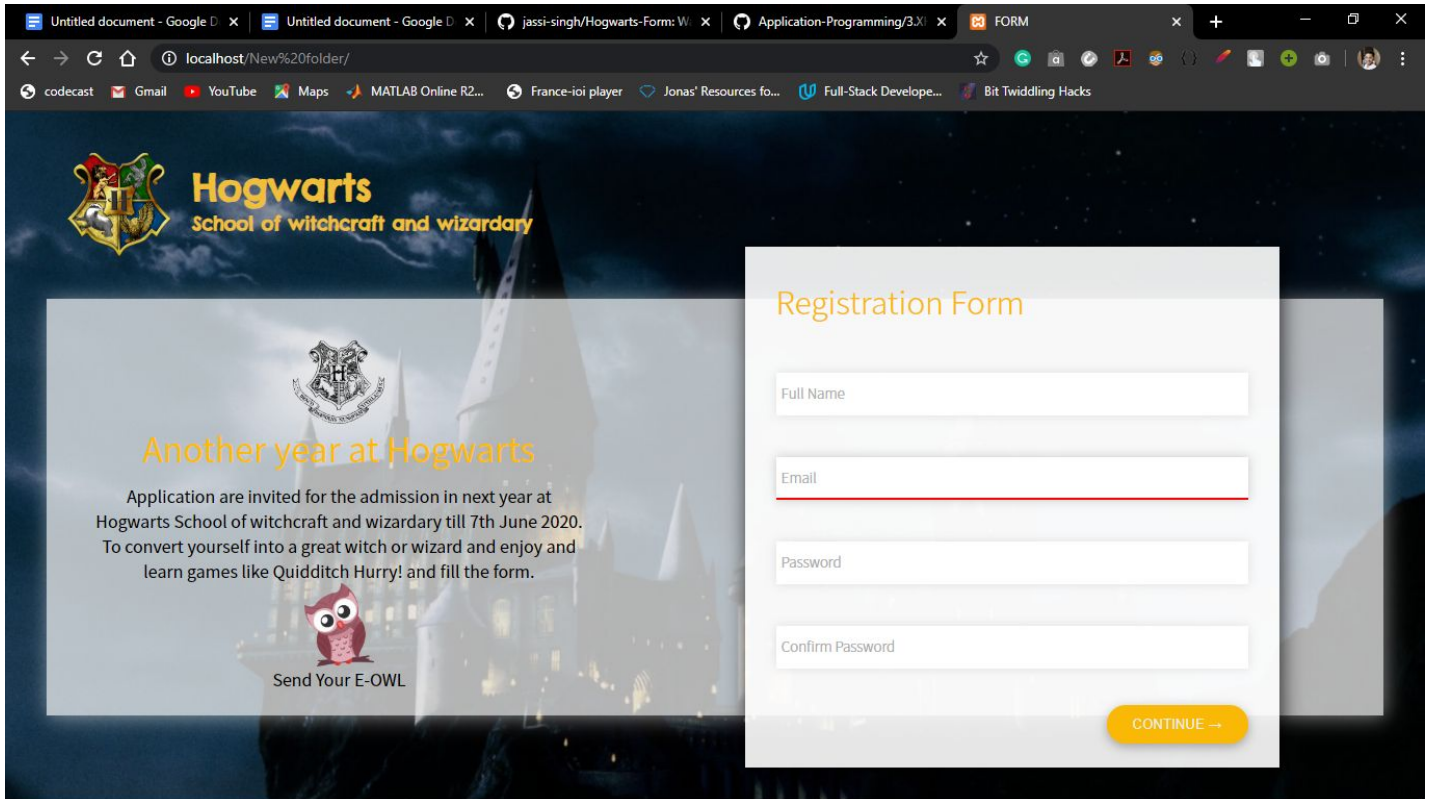 Untitled document - Google D
Untitled document - Google D
jassi-singh/Hogwarts-Form: W
Application-Programming/3.X
FORM
localhost/New%20folder/
codecast
Gmail
YouTube
Maps
MATLAB Online R2...
France-ioi player
Jonas' Resources fo...
Full-Stack Develope...
Bit Twiddling Hacks
Hogwarts
School of witchcraft and wizardary
Another year at Hogwarts
Application are invited for the admission in next year at
Hogwarts School of witchcraft and wizardary till 7th June 2020.
To convert yourself into a great witch or wizard and enjoy and
learn games like Quidditch Hurry! and fill the form.
Send Your E-OWL
Registration Form
Full Name
Email
Password
Confirm Password
CONTINUE →